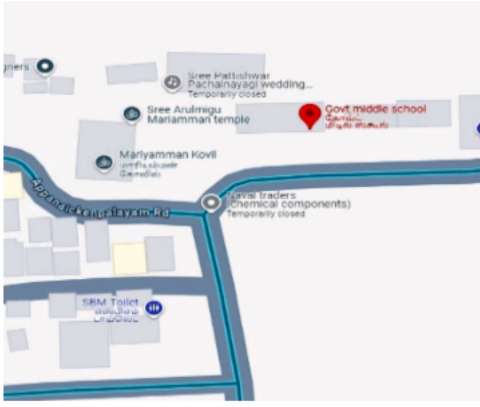 gners
Sree Pattishwar
Pachainayagi wedding...
Temporarily closed
Sree Arulmigu
Mariamman temple
Govt middle school
Mariyamman Kovil
Naval traders
(chemical components)
Temporarily closed
Appanaickenpalayam Rd
SBM Toilet